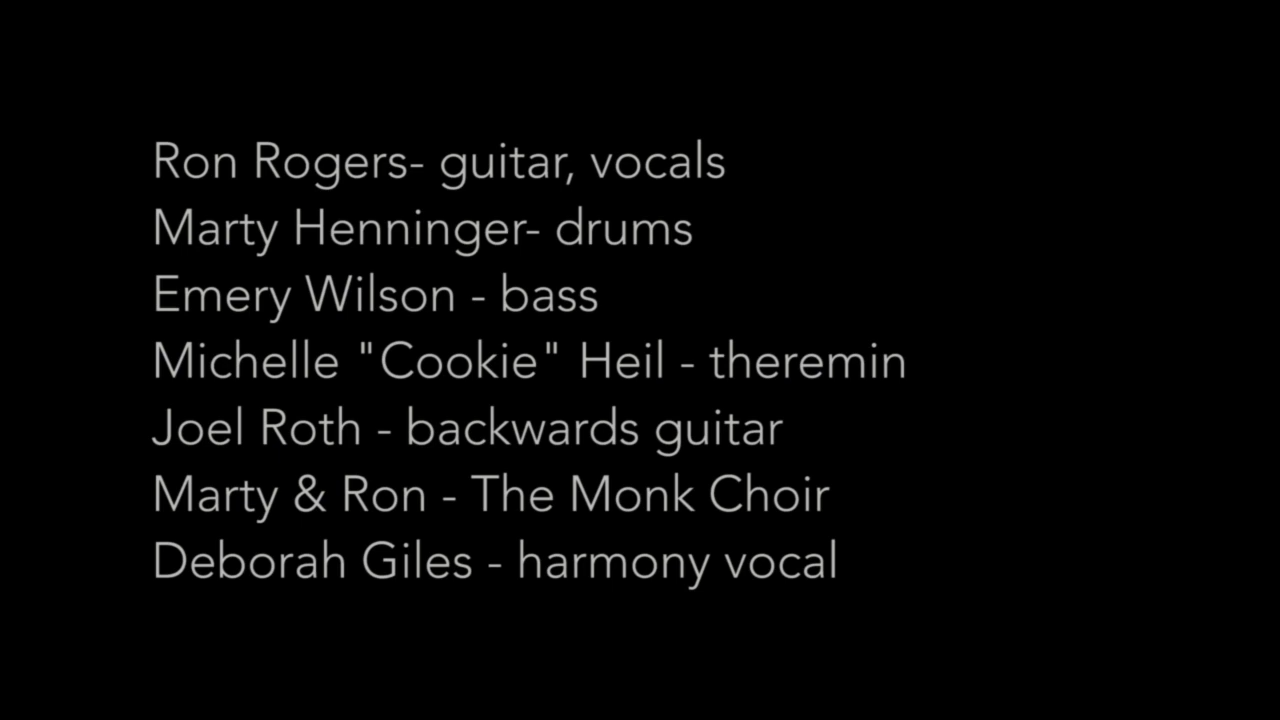 Ron Rogers- guitar, vocals
Marty Henninger- drums
Emery Wilson - bass
Michelle "Cookie" Heil - theremin
Joel Roth - backwards guitar
Marty & Ron - The Monk Choir
Deborah Giles - harmony vocal